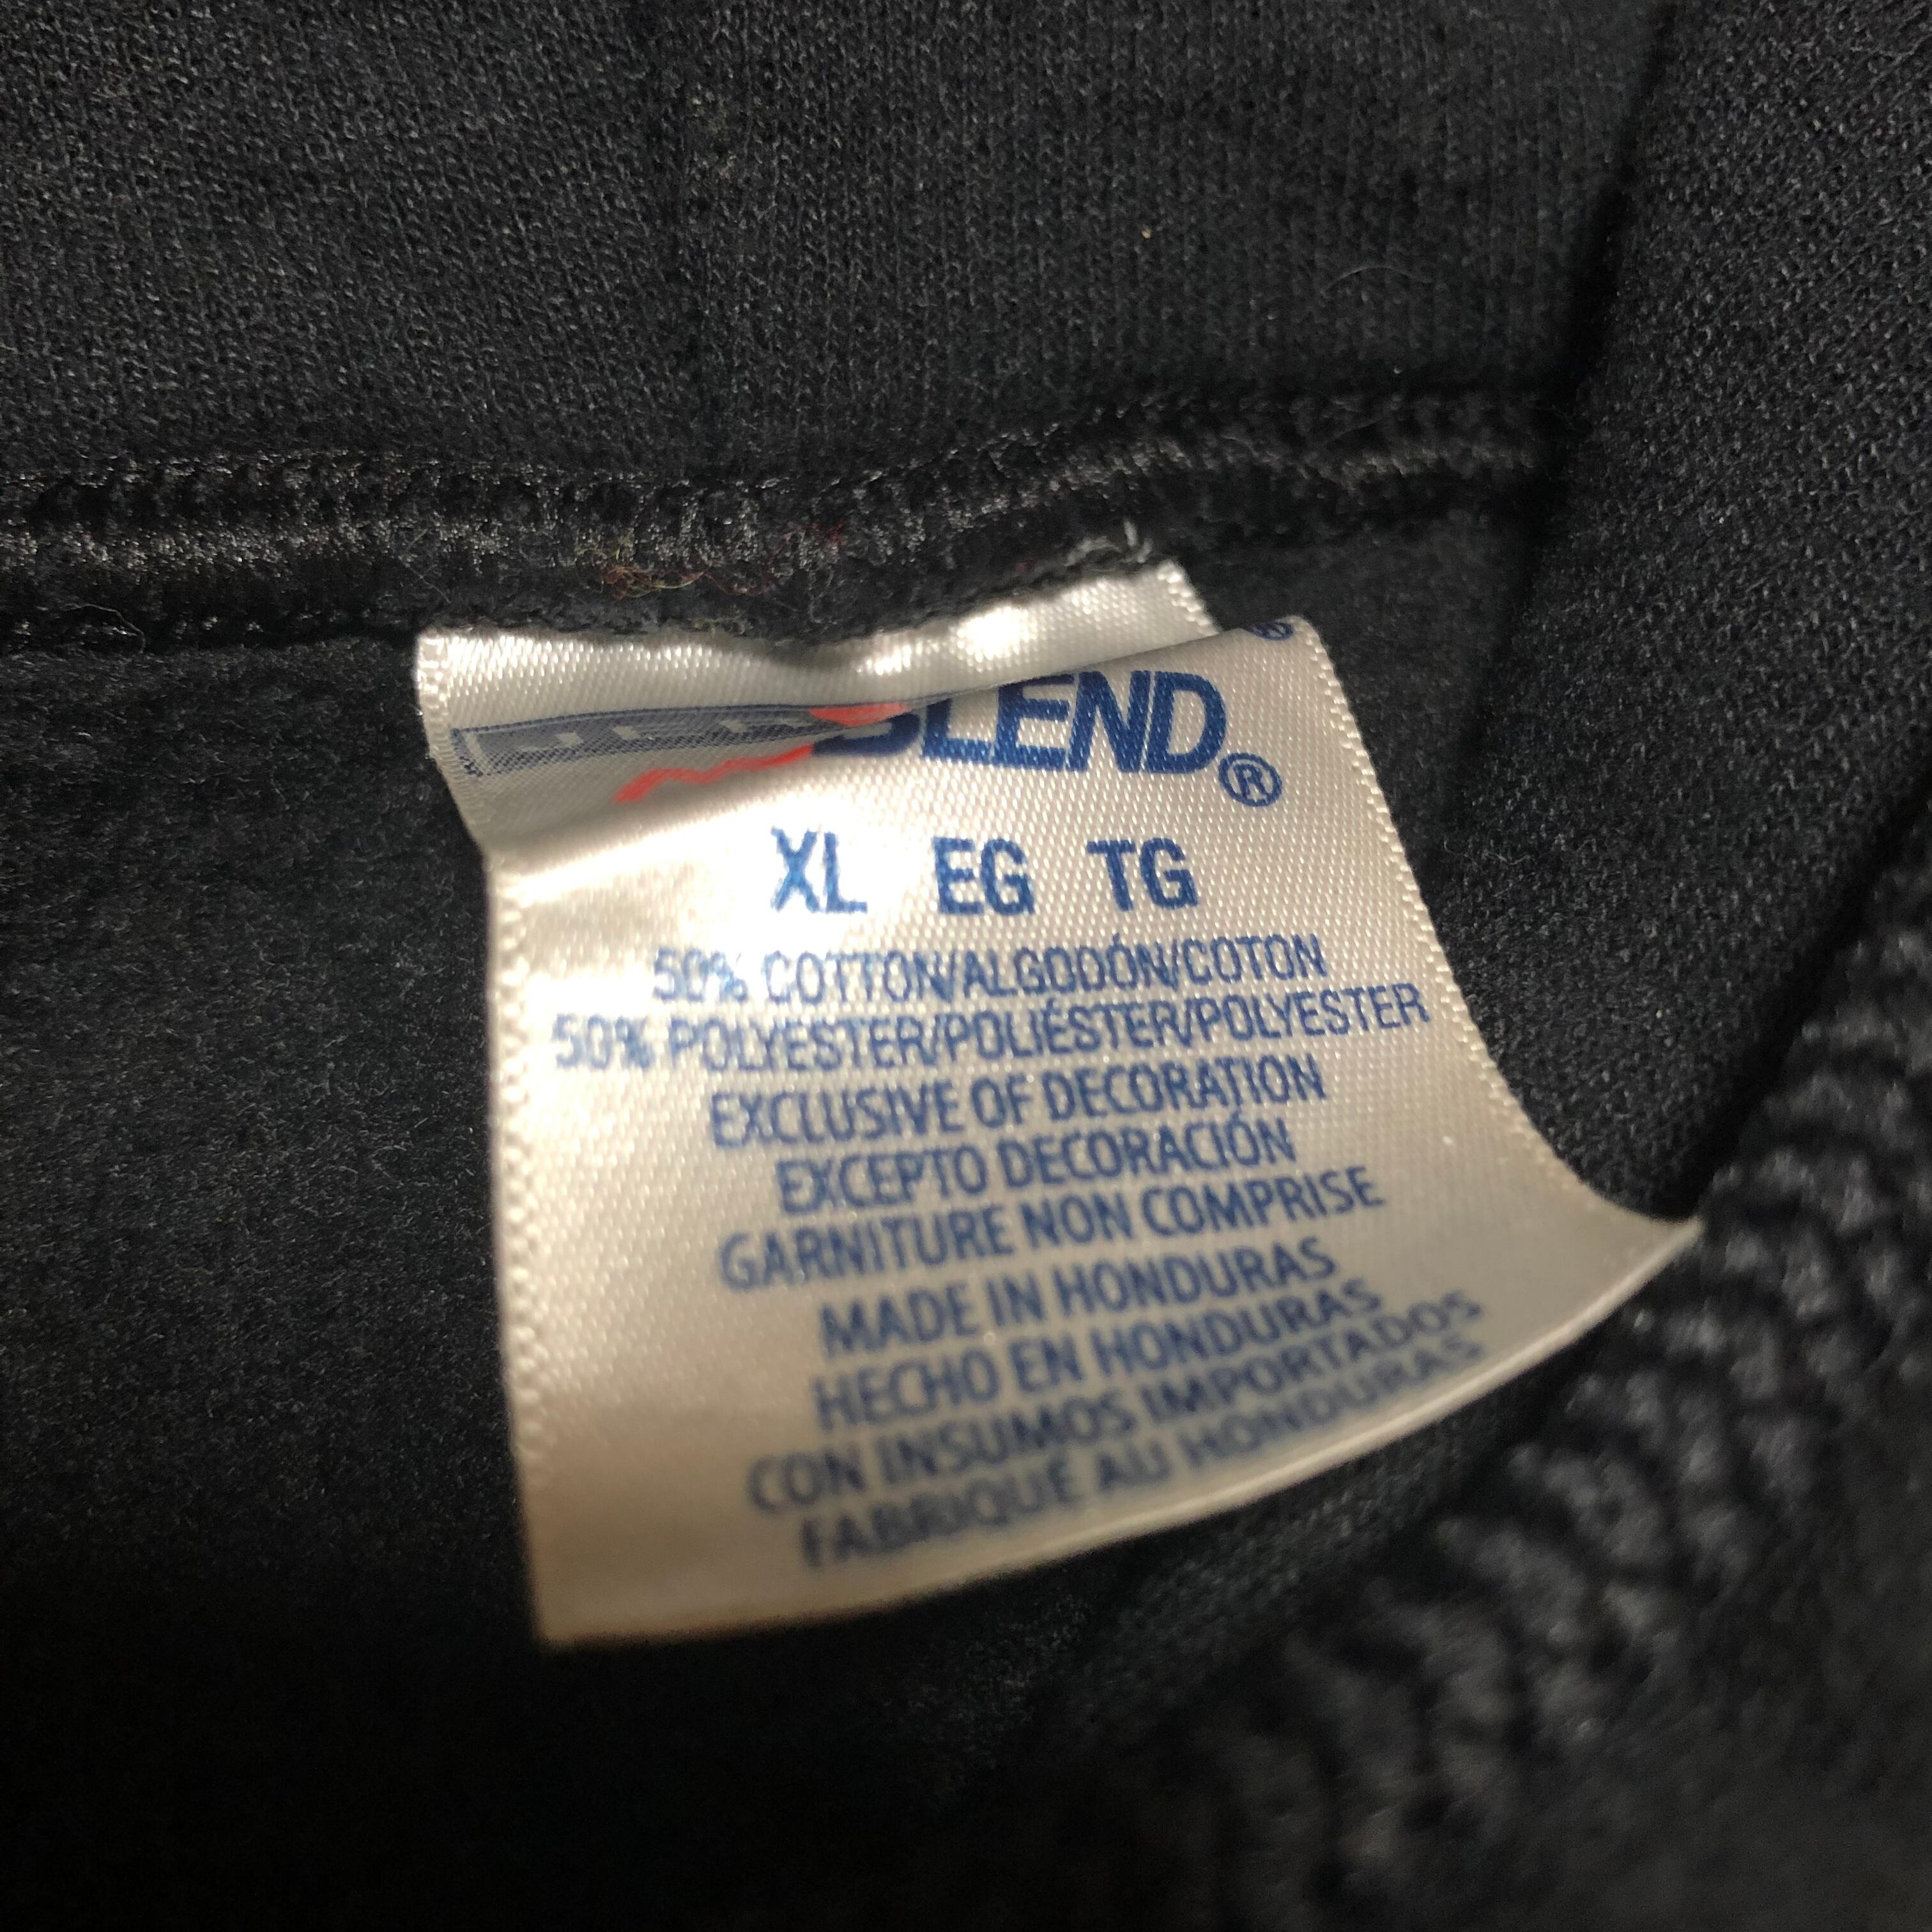 BLEND®
XL EG TG
50% COTTON/ALGODÓN/COTON
50% POLYESTER/POLIÉSTER/POLYESTER
EXCLUSIVE OF DECORATION
EXCEPTO DECORACIÓN
GARNITURE NON COMPRISE
MADE IN HONDURAS
HECHO EN HONDURAS
CON INSUMOS IMPORTADOS
FABRIQUÉ AU HONDURAS